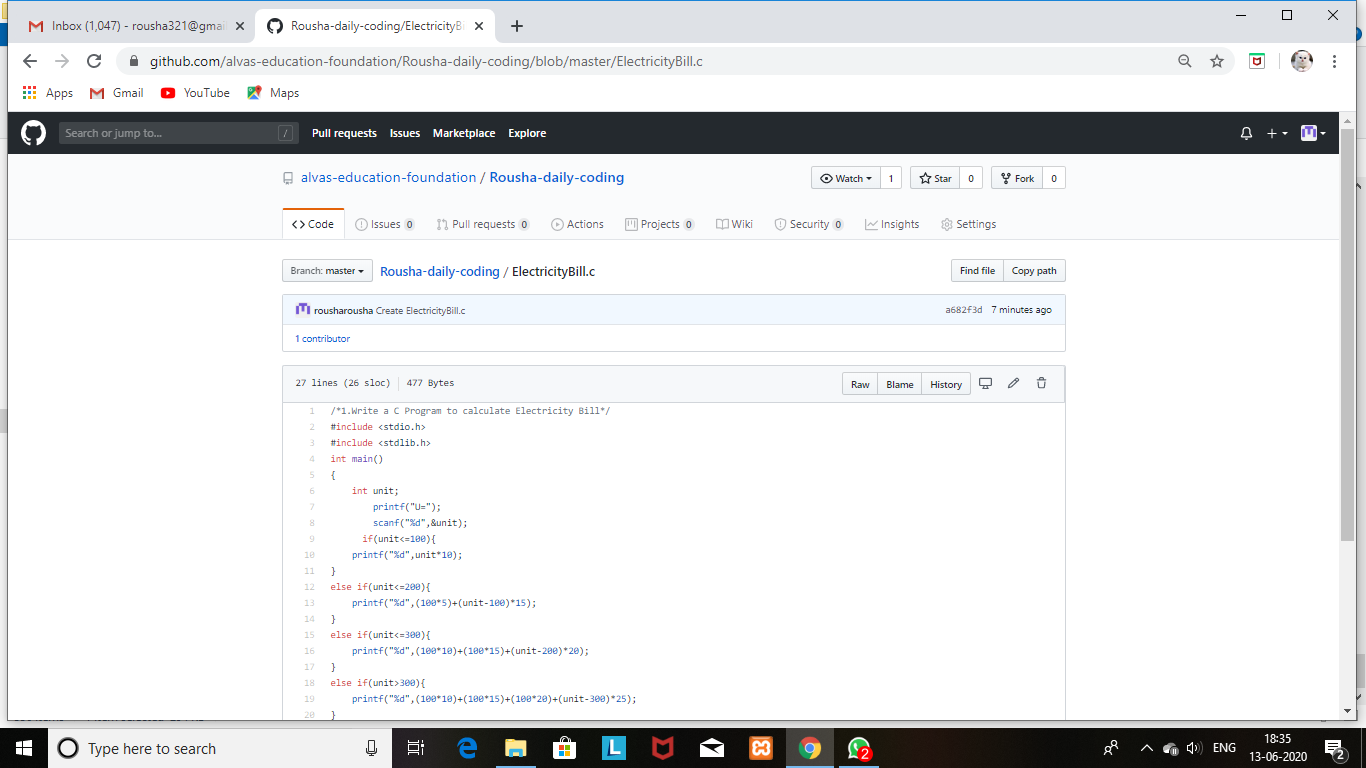 Inbox (1,047) - rousha321@gma
Rousha-daily-coding/ElectricityB
github.com/alvas-education-foundation/Rousha-daily-coding/blob/master/ElectricityBill.c
Apps Gmail YouTube Maps
Search or jump to... / Pull requests Issues Marketplace Explore
alvas-education-foundation / Rousha-daily-coding
Watch 1 Star 0 Fork 0
Code Issues 0 Pull requests 0 Actions Projects 0 Wiki Security 0 Insights Settings
Branch: master Rousha-daily-coding / ElectricityBill.c Find file Copy path
rousharousha Create ElectricityBill.c a682f3d 7 minutes ago
1 contributor
27 lines (26 sloc) 477 Bytes Raw Blame History
1 /*1.Write a C Program to calculate Electricity Bill*/
2 #include <stdio.h>
3 #include <stdlib.h>
4 int main()
5 {
6 int unit;
7 printf("U=");
8 scanf("%d",&unit);
9 if(unit<=100){
10 printf("%d",unit*10);
11 }
12 else if(unit<=200){
13 printf("%d",(100*5)+(unit-100)*15);
14 }
15 else if(unit<=300){
16 printf("%d",(100*10)+(100*15)+(unit-200)*20);
17 }
18 else if(unit>300){
19 printf("%d",(100*10)+(100*15)+(100*20)+(unit-300)*25);
20 }
Type here to search
2
ENG
18:35
13-06-2020
2